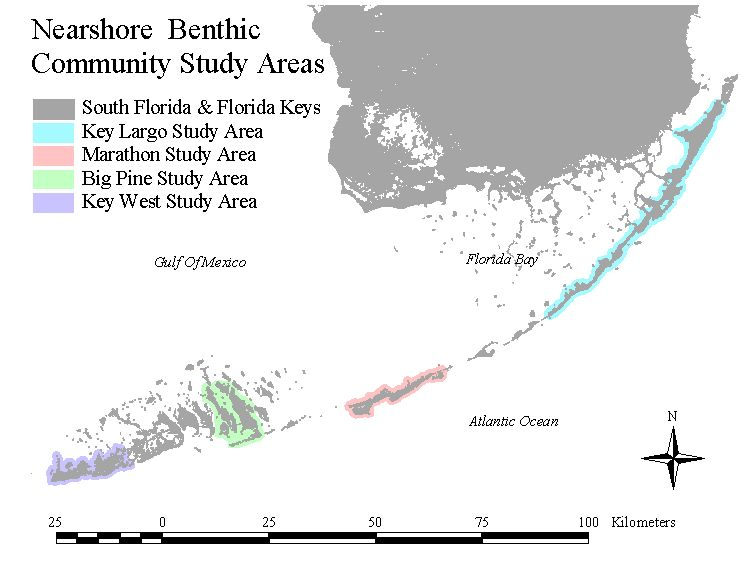 Nearshore Benthic
Community Study Areas
South Florida & Florida Keys
Key Largo Study Area
Marathon Study Area
Big Pine Study Area
Key West Study Area
Gulf Of Mexico
Florida Bay
Atlantic Ocean
N
25 0 25 50 75 100 Kilometers